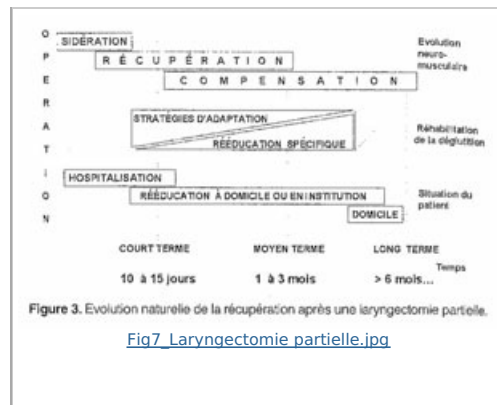 OPERATION
SIDÉRATION
RÉCUPÉRATION
COMPENSATION
Evolution
neuro-
musculaire
STRATÉGIES D'ADAPTATION
RÉÉDUCATION SPÉCIFIQUE
Réhabilitation
de la déglutition
HOSPITALISATION
RÉÉDUCATION À DOMICILE OU EN INSTITUTION
DOMICILE
Situation du
patient
COURT TERME MOYEN TERME LONG TERME
Temps
10 à 15 jours 1 à 3 mois > 6 mois...
Figure 3. Evolution naturelle de la récupération après une laryngectomie partielle.
Fig7_Laryngectomie partielle.jpg